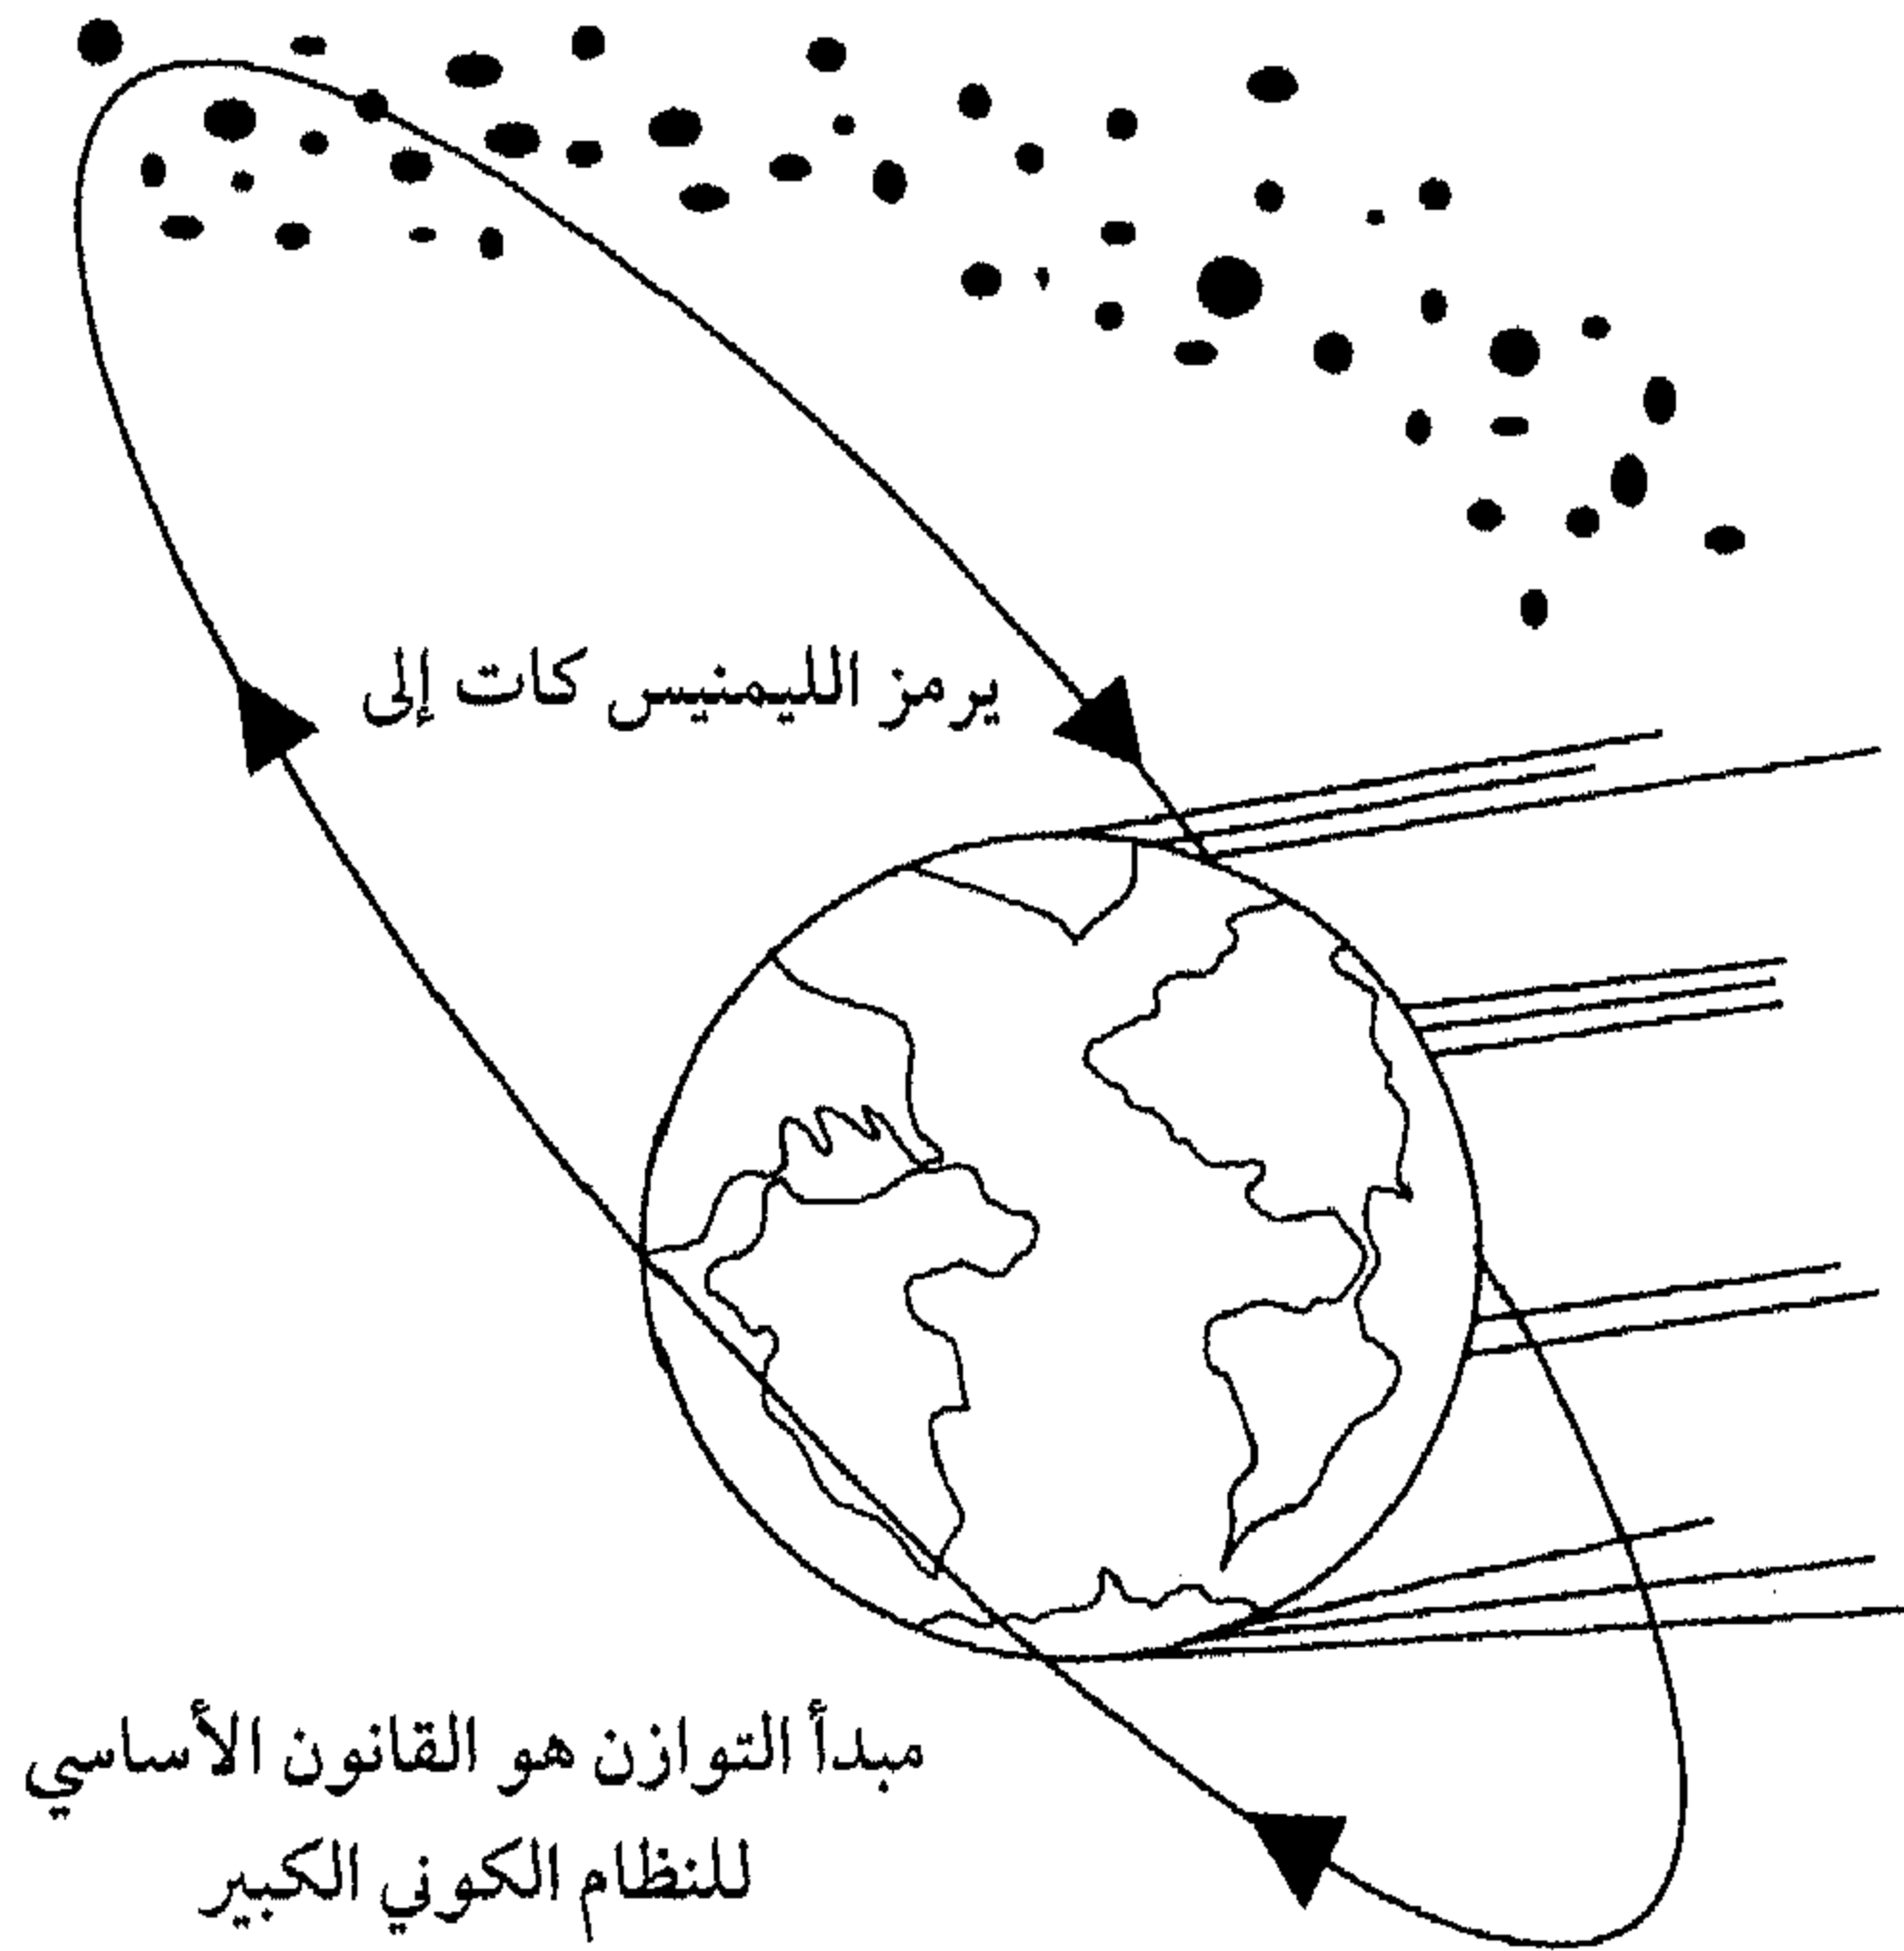 يرمز الليمنيس كات إلى
مبدأ التوازن هو القانون الأساسي
للنظام الكوني الكبير